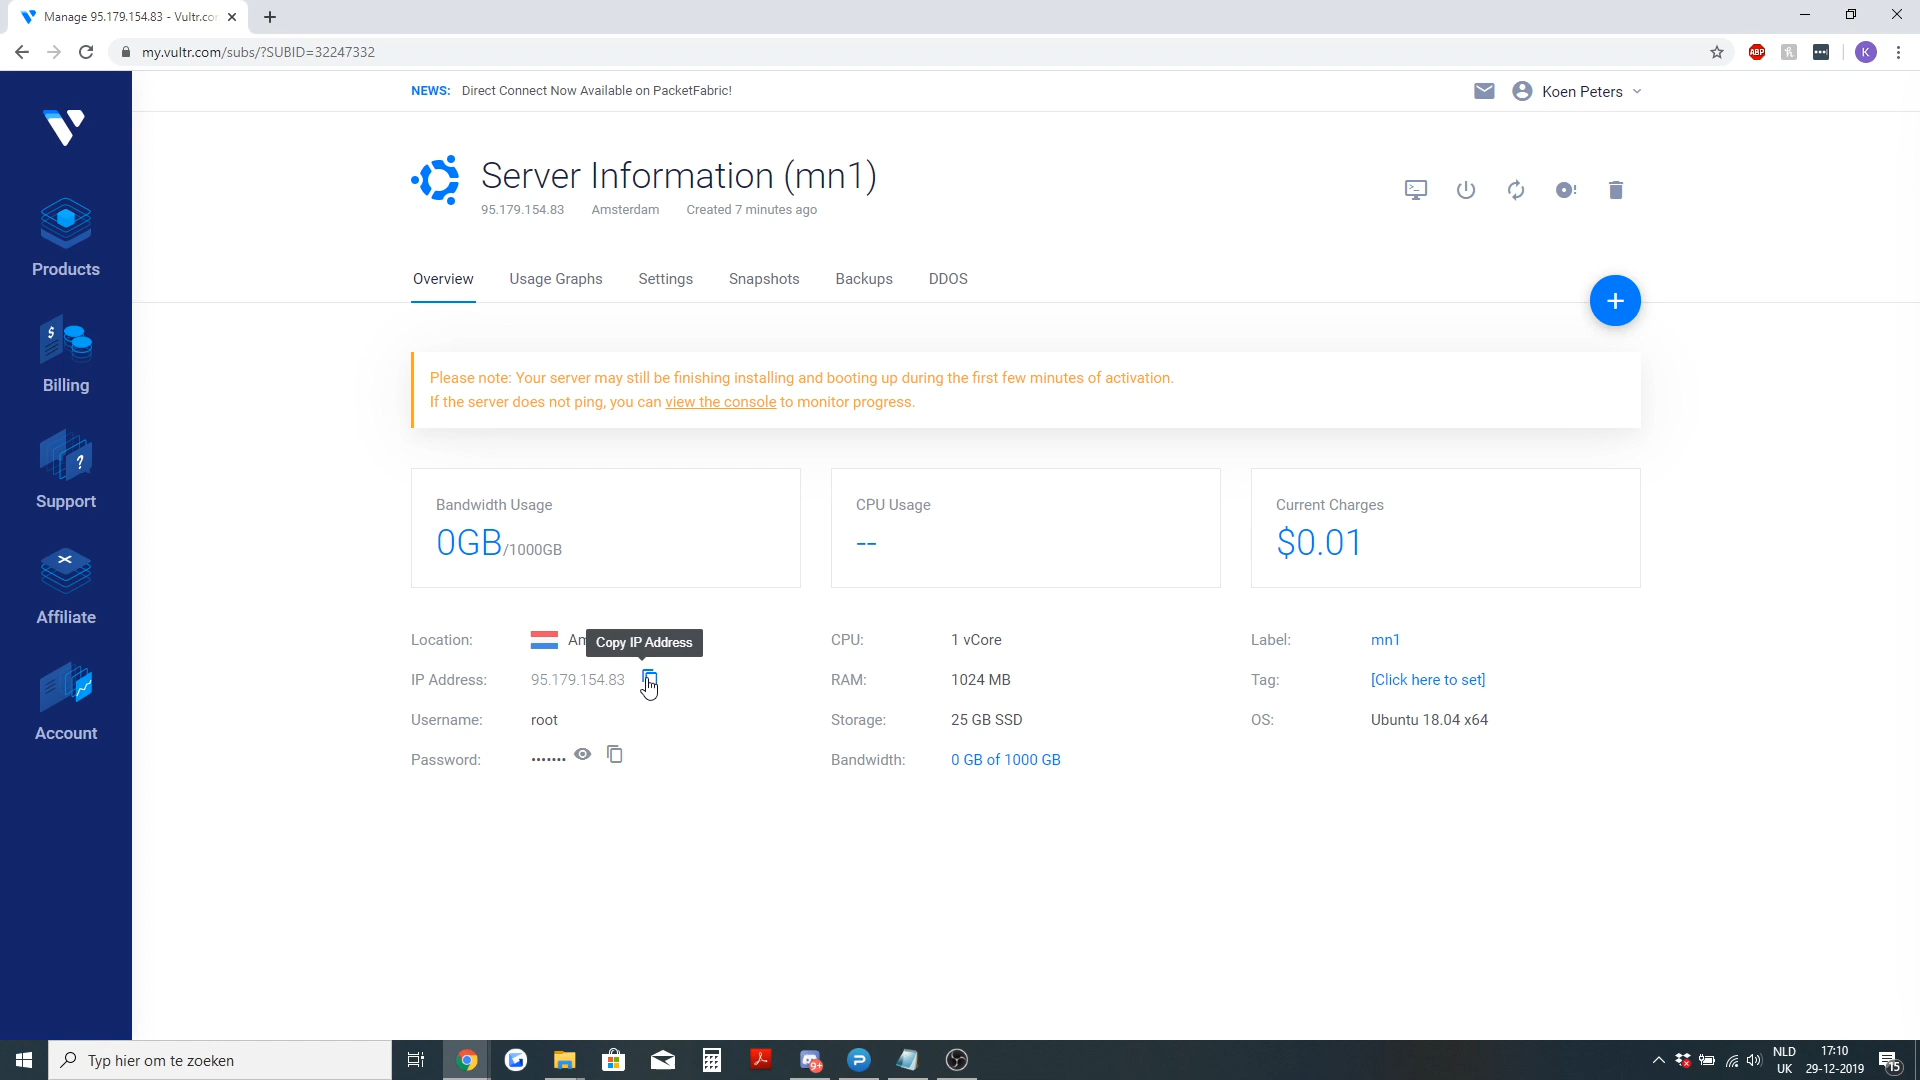 Manage 95.179.154.83 - Vultr.co
my.vultr.com/subs/?SUBID=32247332
ABP
K
NEWS: Direct Connect Now Available on PacketFabric!
Koen Peters
Server Information (mn1)
95.179.154.83 Amsterdam Created 7 minutes ago
Products
Billing
Support
Affiliate
Account
Overview Usage Graphs Settings Snapshots Backups DDOS
+
Please note: Your server may still be finishing installing and booting up during the first few minutes of activation.
If the server does not ping, you can view the console to monitor progress.
Bandwidth Usage
0GB/1000GB
CPU Usage
--
Current Charges
$0.01
Location: Am
Copy IP Address
IP Address: 95.179.154.83
Username: root
Password: •••••••
CPU: 1 vCore
RAM: 1024 MB
Storage: 25 GB SSD
Bandwidth: 0 GB of 1000 GB
Label: mn1
Tag: [Click here to set]
OS: Ubuntu 18.04 x64
Typ hier om te zoeken
9+
NLD
UK
17:10
29-12-2019
15